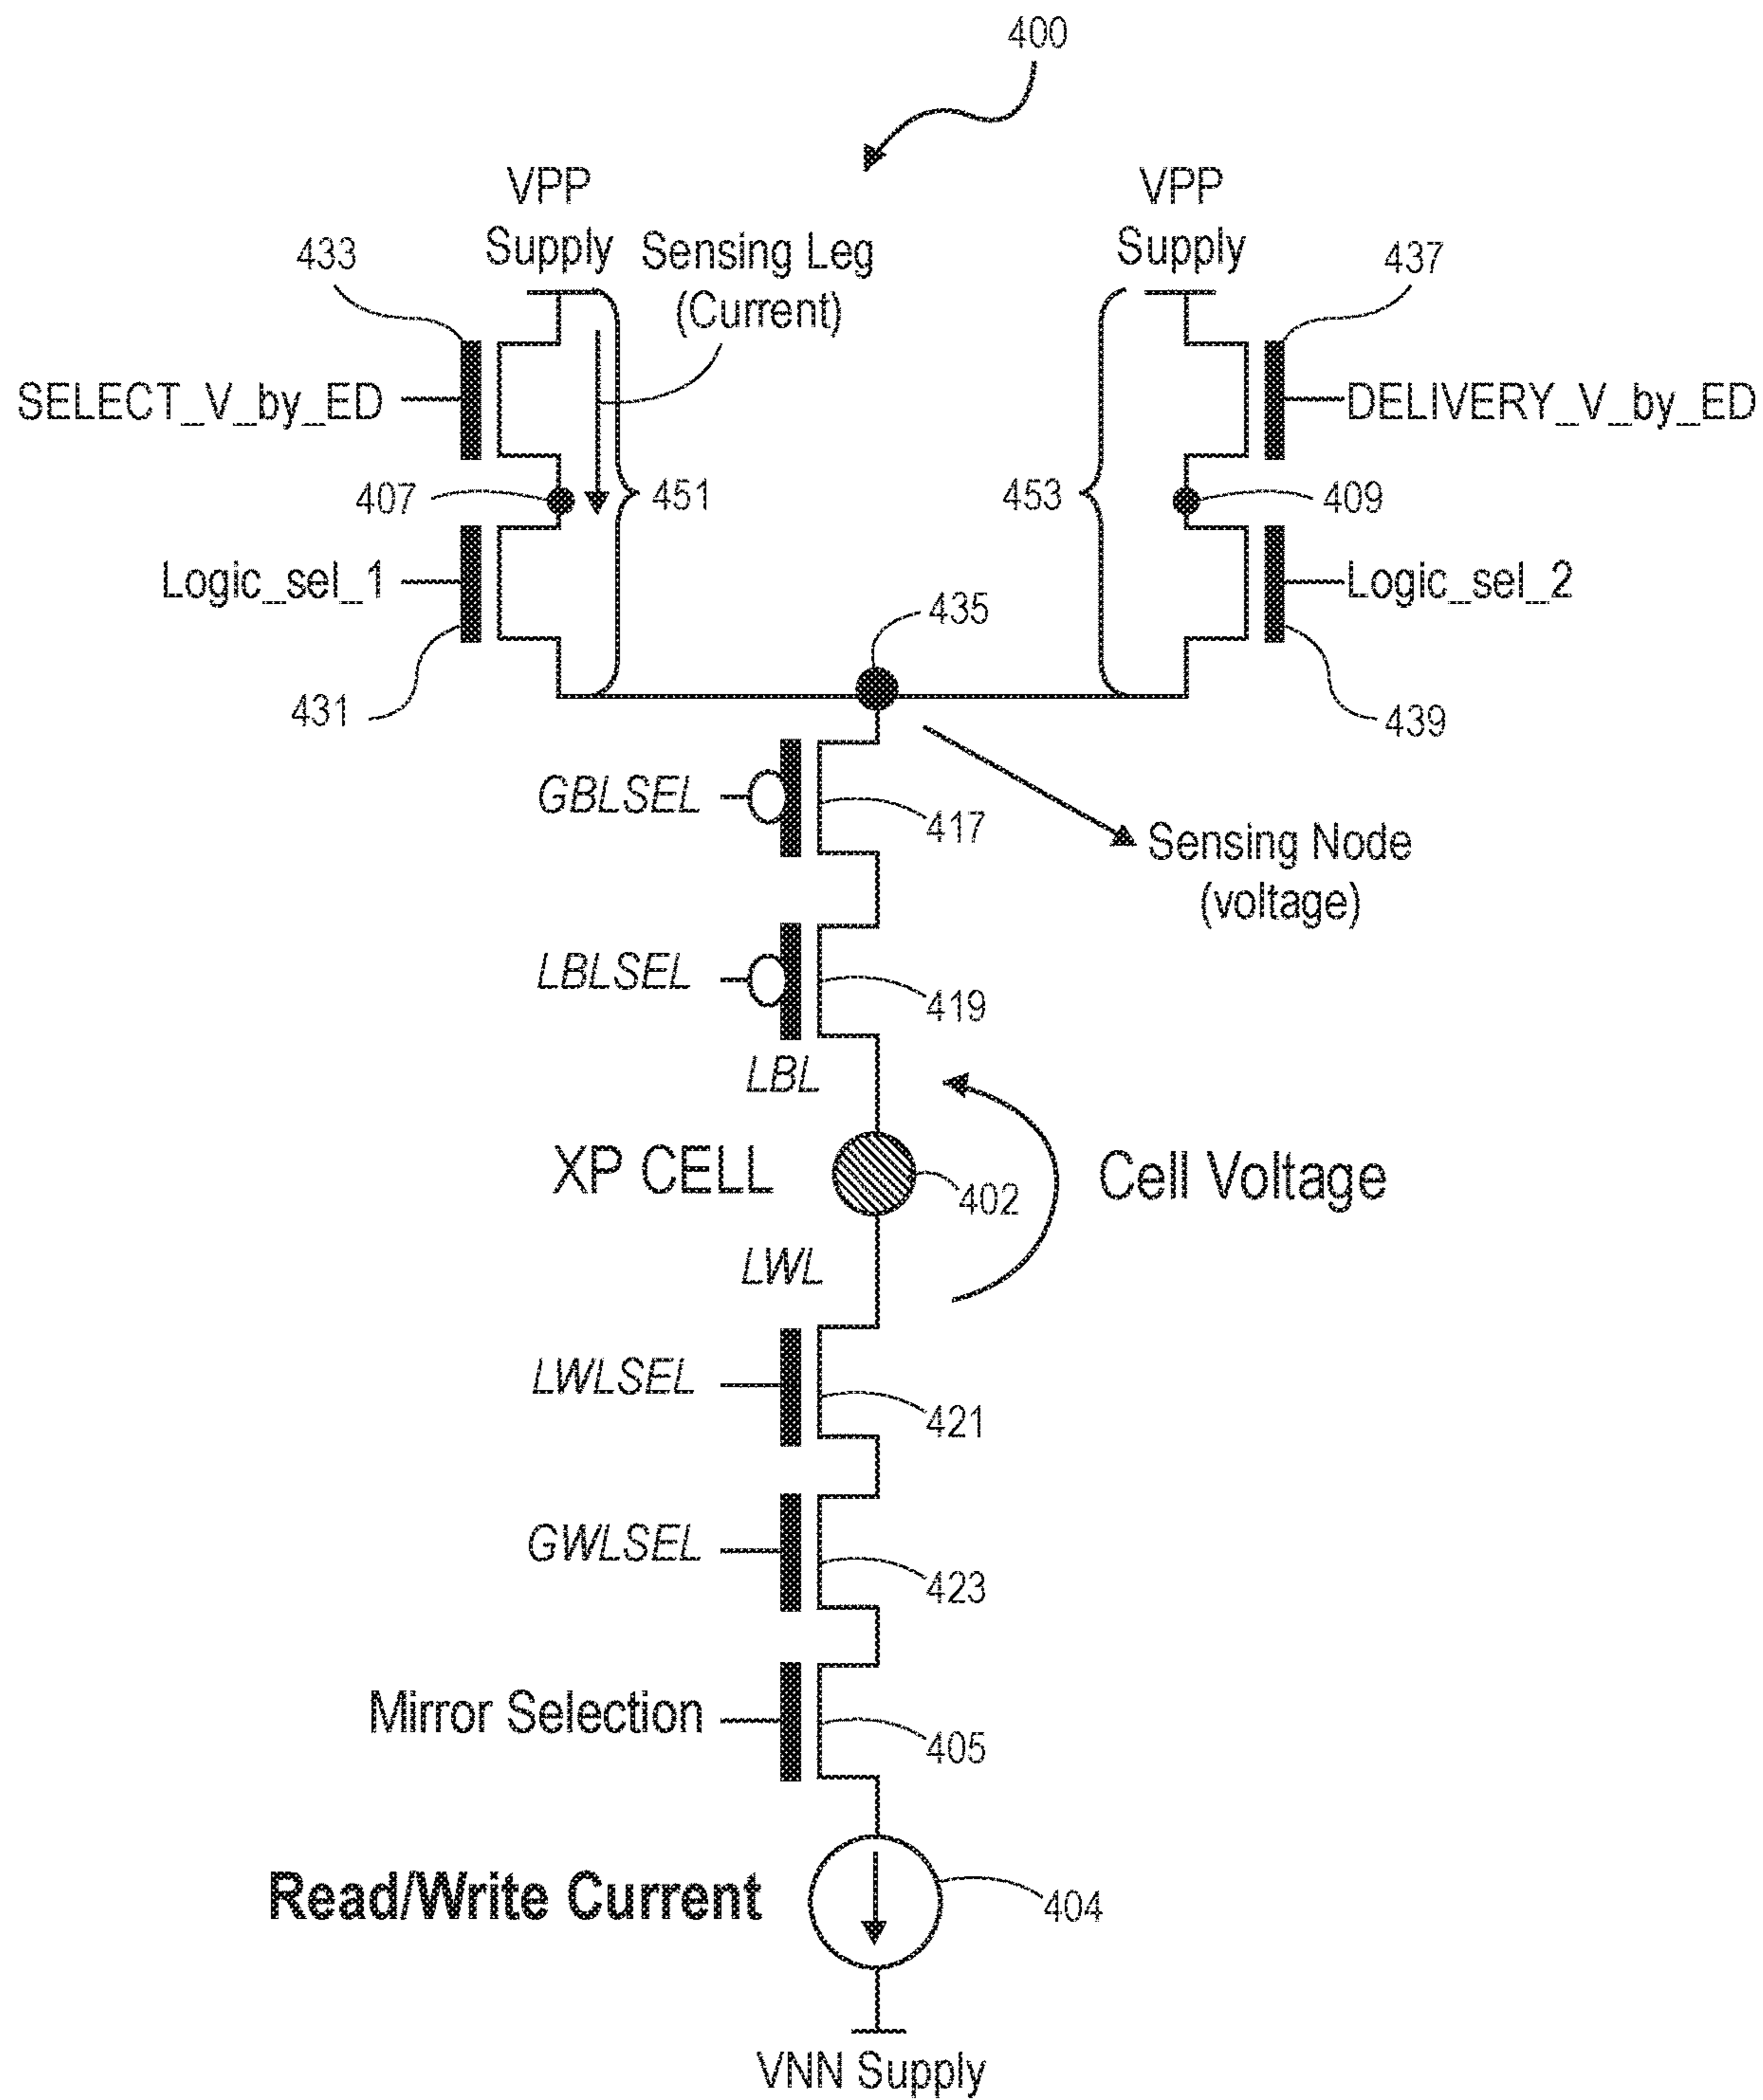 400
VPP
Supply
VPP
Supply
Sensing Leg
(Current)
433
437
SELECT_V_by_ED
DELIVERY_V_by_ED
407
451
453
409
Logic_sel_1
Logic_sel_2
435
431
439
GBLSEL
417
Sensing Node
(voltage)
LBLSEL
419
LBL
XP CELL
402
Cell Voltage
LWL
LWLSEL
421
GWLSEL
423
Mirror Selection
405
Read/Write Current
404
VNN Supply